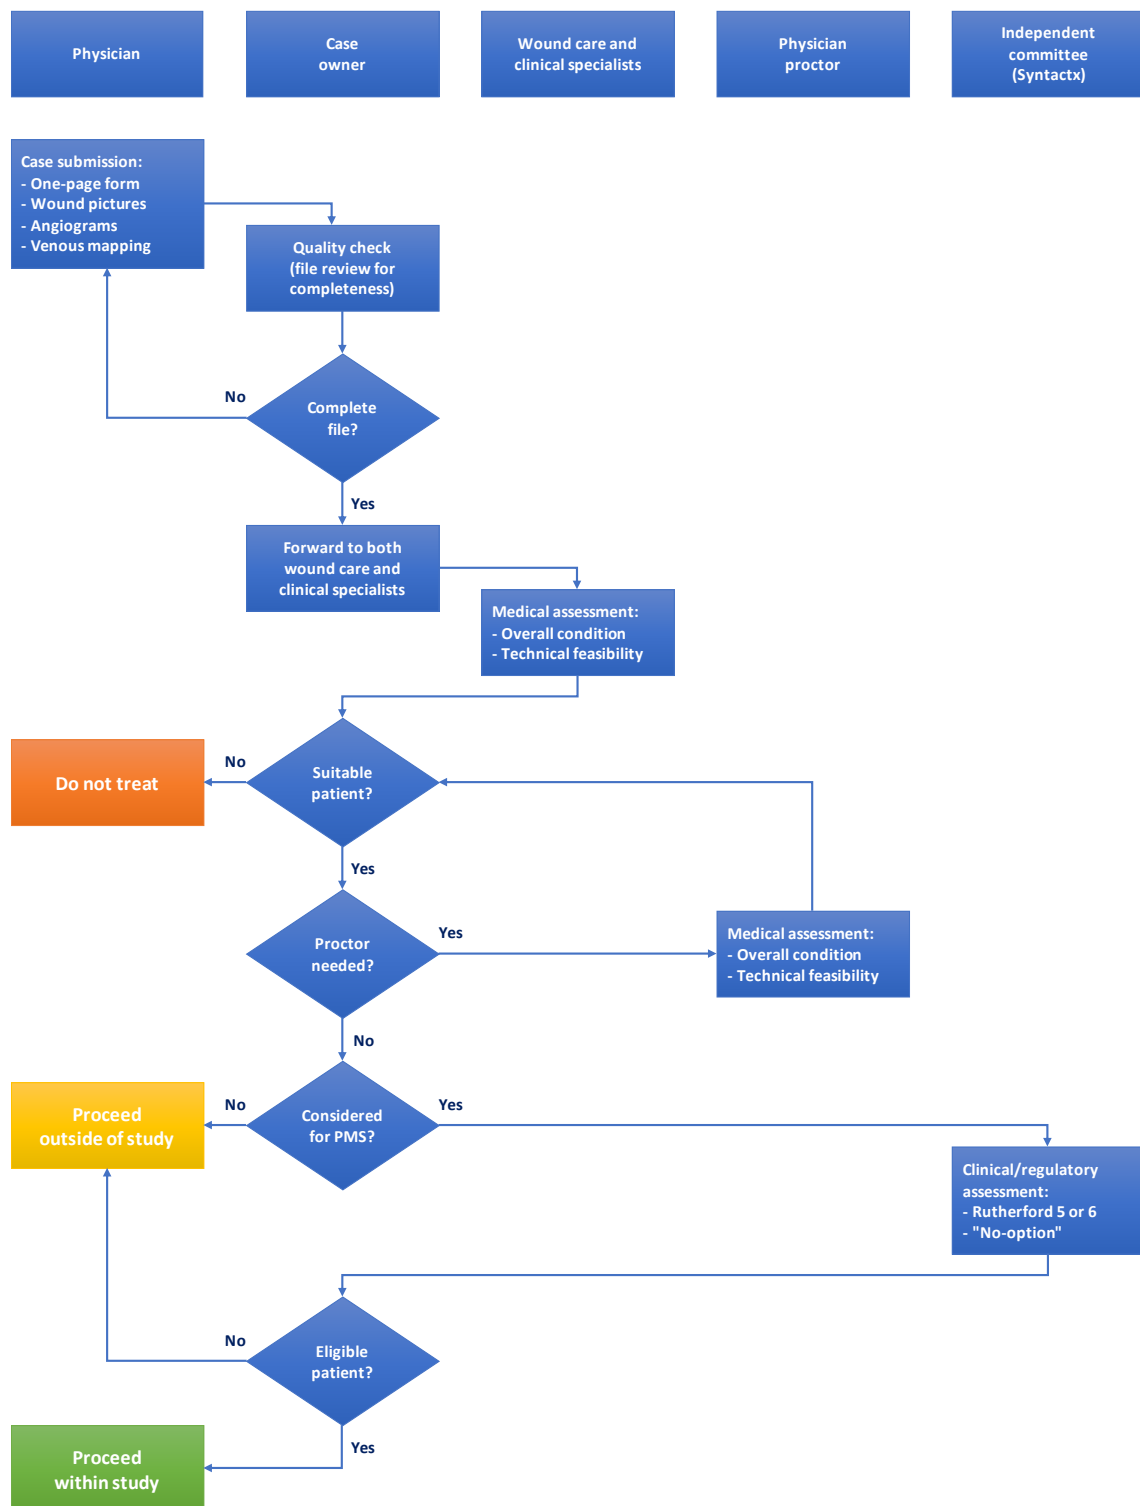 Physician
Case
owner
Wound care and
clinical specialists
Physician
proctor
Independent
committee
(Syntactx)
Case submission:
- One-page form
- Wound pictures
- Angiograms
- Venous mapping
Quality check
(file review for
completeness)
No
Complete
file?
Yes
Forward to both
wound care and
clinical specialists
Medical assessment:
- Overall condition
- Technical feasibility
Do not treat
No
Suitable
patient?
Yes
Proctor
needed?
Yes
Medical assessment:
- Overall condition
- Technical feasibility
No
Proceed
outside of study
No
Considered
for PMS?
Yes
Clinical/regulatory
assessment:
- Rutherford 5 or 6
- "No-option"
No
Eligible
patient?
Yes
Proceed
within study